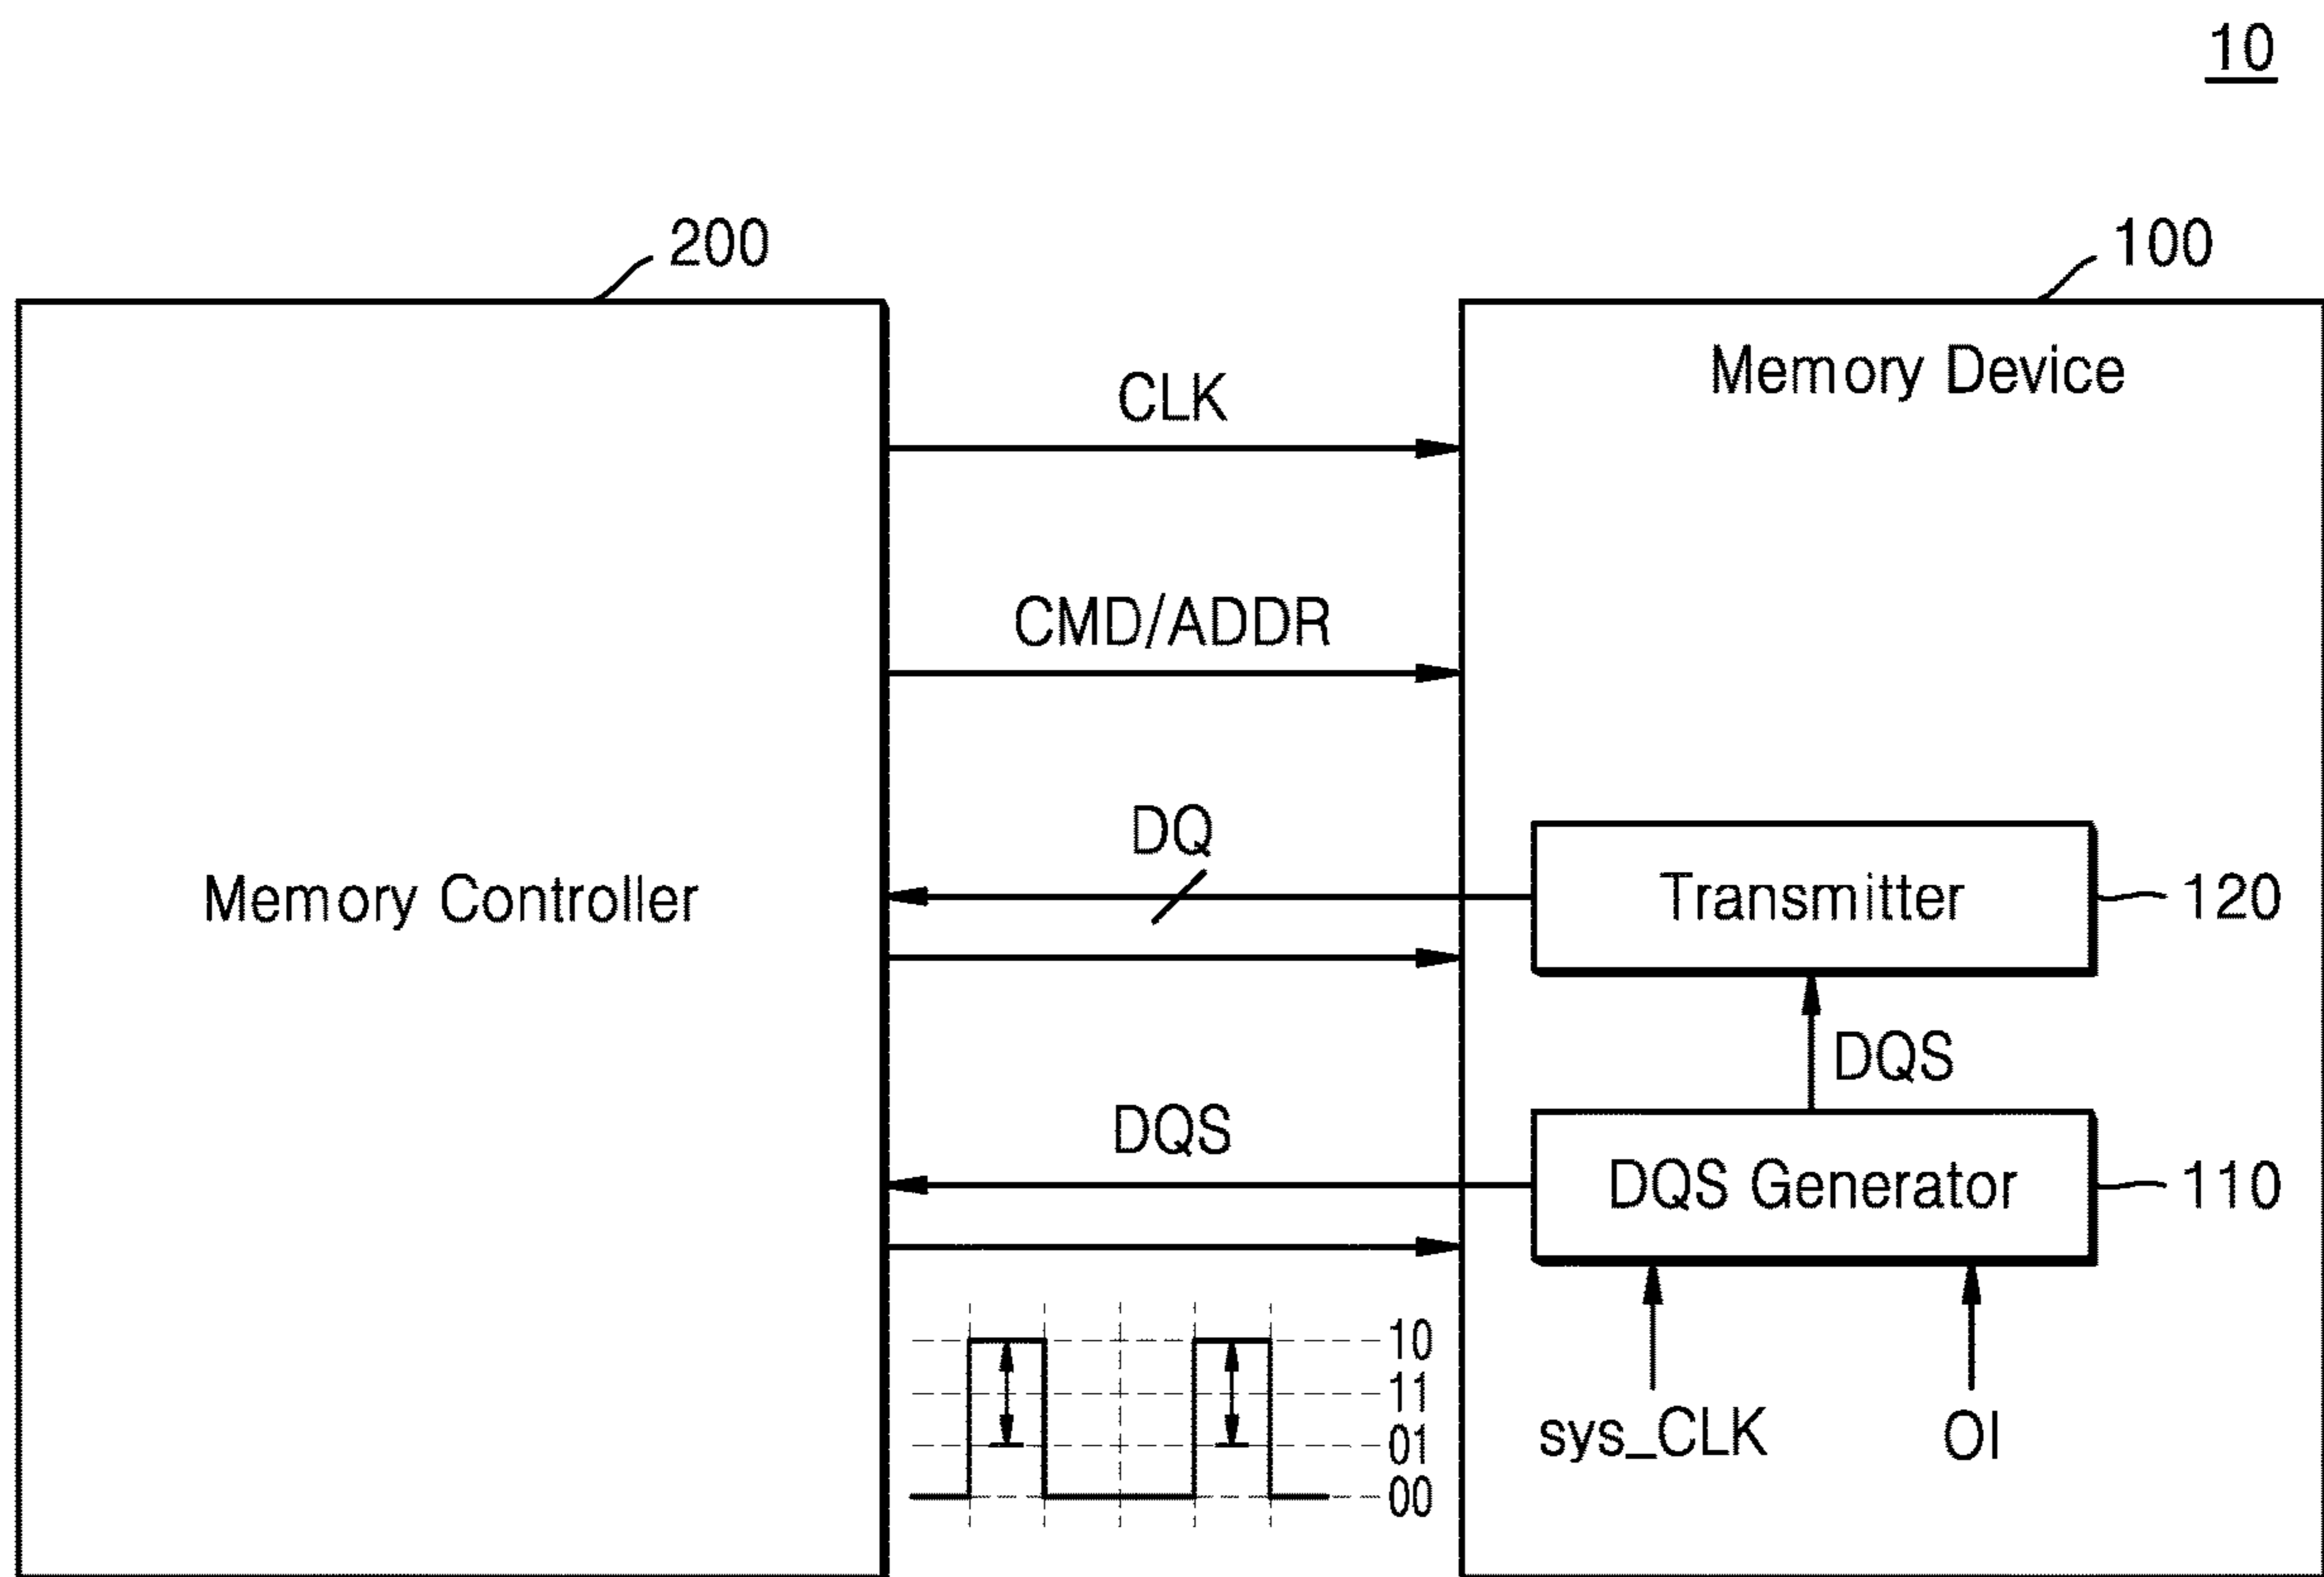 10
200
100
Memory Device
CLK
CMD/ADDR
DQ
Memory Controller
Transmitter
120
DQS
DQS
DQS Generator
110
10
11
01
00
sys_CLK
OI